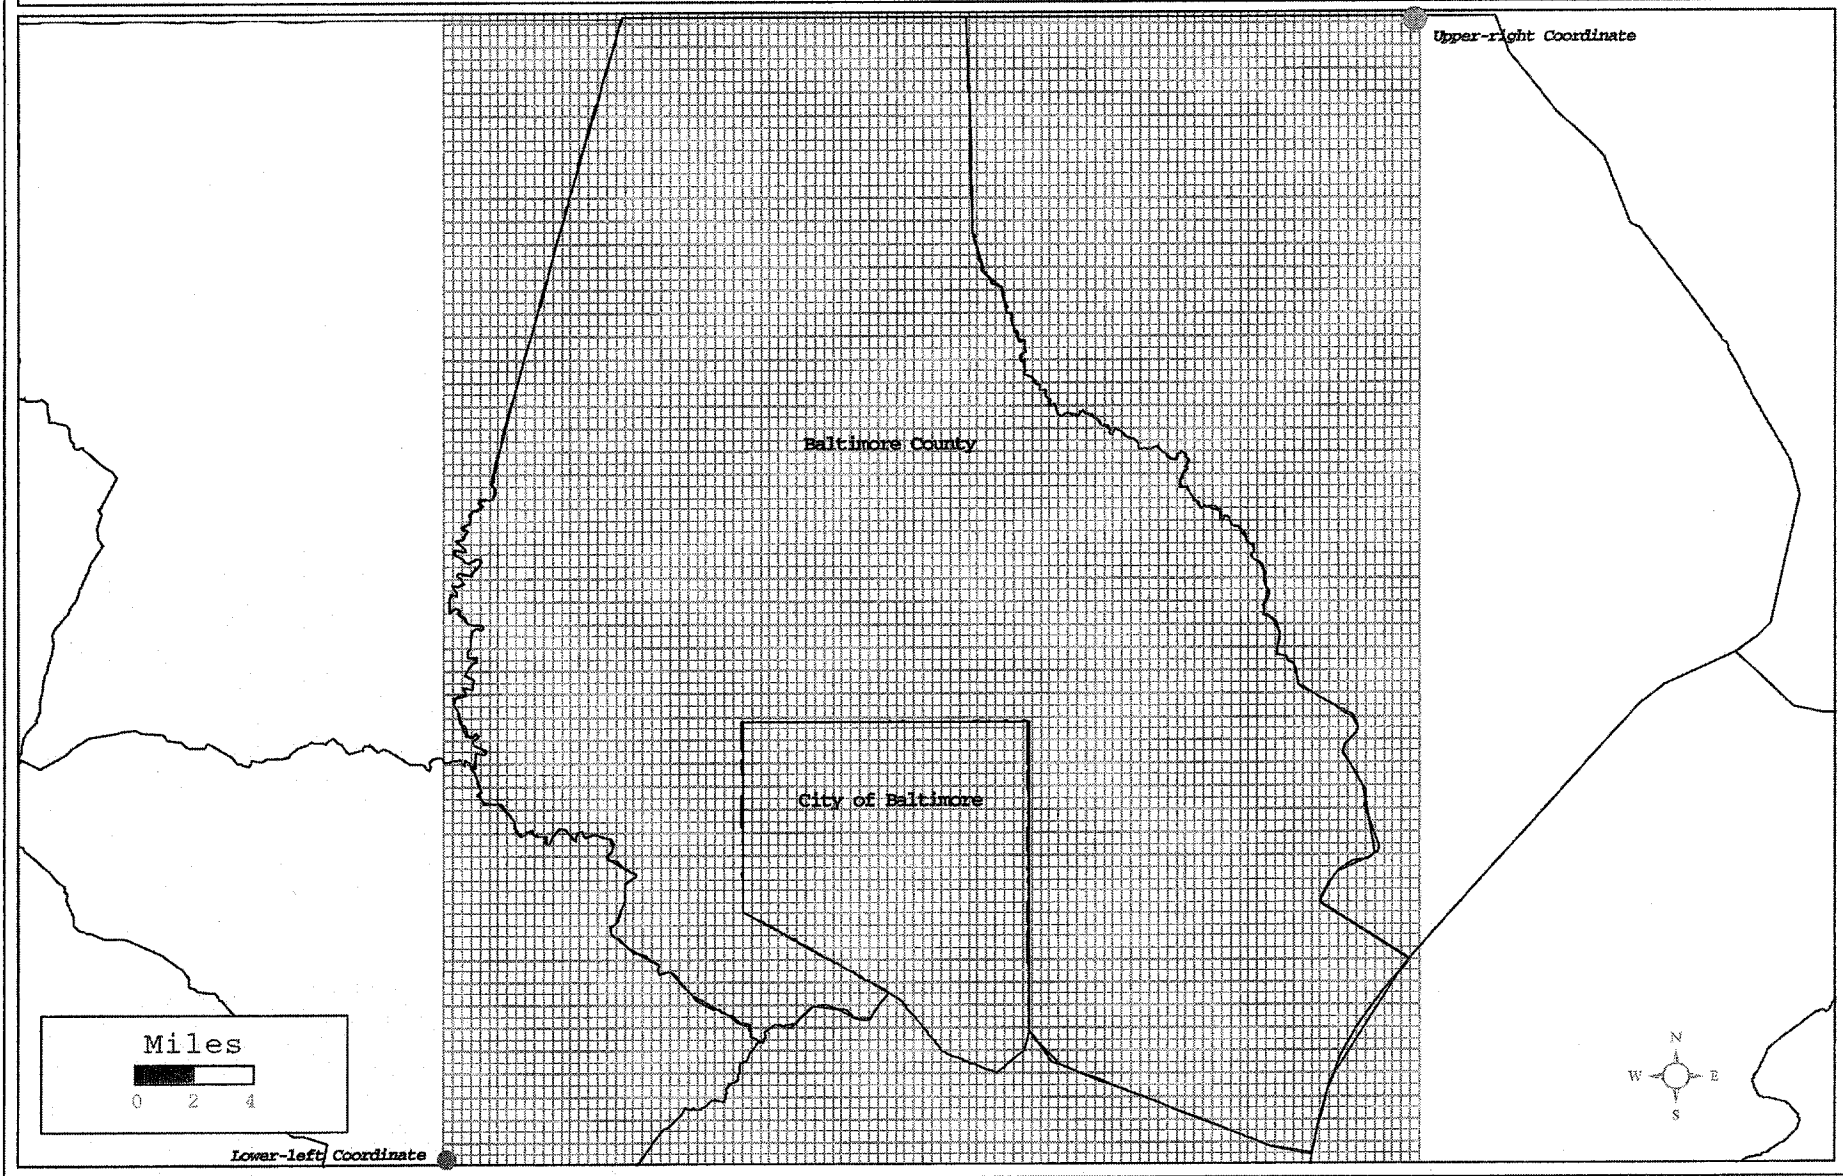 Upper-right Coordinate
Baltimore County
City of Baltimore
Miles
0 2 4
N
W E
S
Lower-left Coordinate